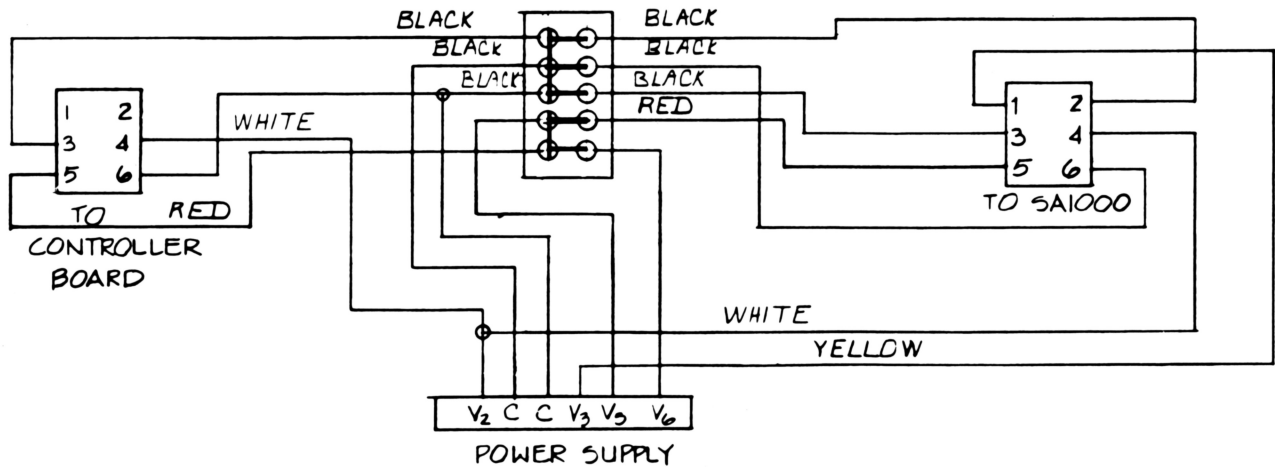 BLACK
BLACK
BLACK
BLACK
BLACK
BLACK
RED
WHITE
1 2
3 4
5 6
TO
CONTROLLER
BOARD
RED
1 2
3 4
5 6
TO SA1000
WHITE
YELLOW
V2 C C V3 V5 V6
POWER SUPPLY